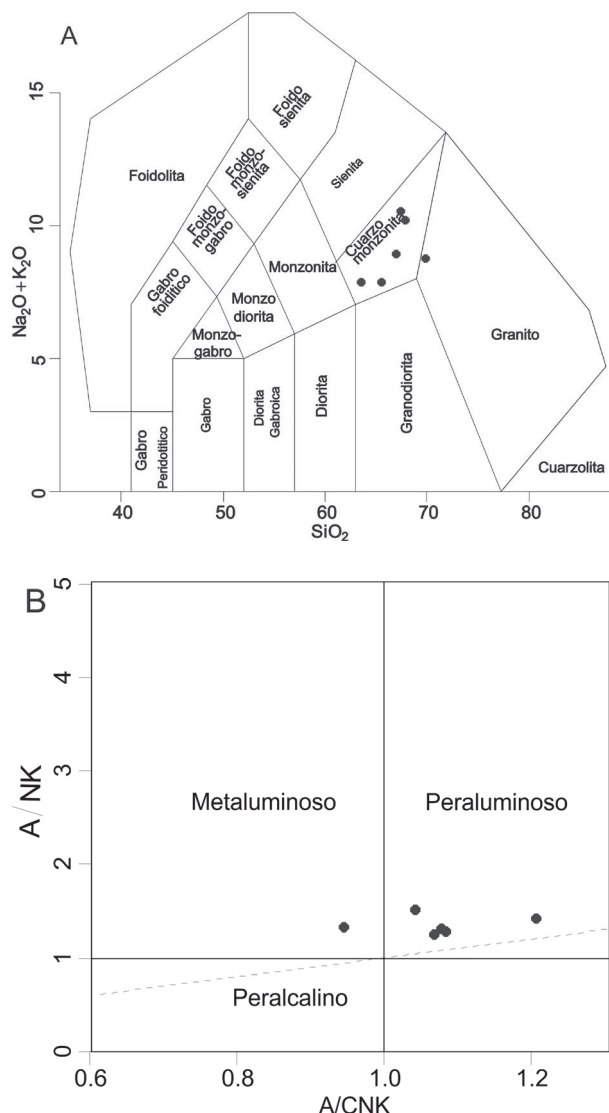 A
Na₂O+K₂O
15
10
5
0
Foidolita
Foido
sienita
Foido
monzo-
sienita
Foido
monzo-
gabro
Gabro
foidítico
Sienita
Cuarzo
monzonita
Monzonita
Monzo
diorita
Monzo-
gabro
Granito
Gabro
Peridotítico
Gabro
Diorita
Gabroica
Diorita
Granodiorita
Cuarzolita
40
50
60
70
80
SiO₂
B
A/NK
5
4
3
2
1
0
Metaluminoso
Peraluminoso
Peralcalino
0.6
0.8
1.0
1.2
A/CNK